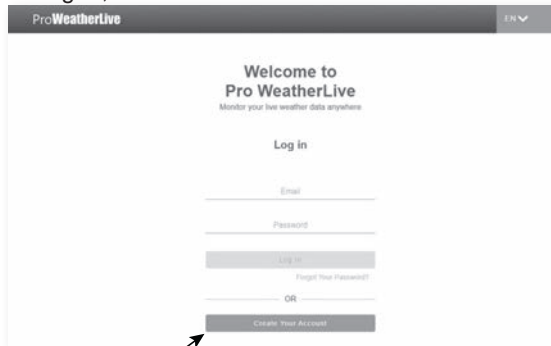 ProWeatherLive
EN
Welcome to
Pro WeatherLive
Monitor your live weather data anywhere
Log in
Email
Password
Log in
Forgot Your Password?
OR
Create Your Account